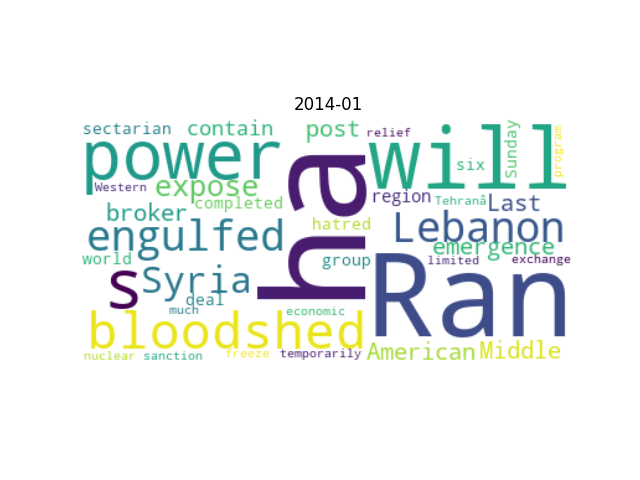 2014-01
sectarian contain post relief
power ha will six Sunday program
Western expose region Tehranå Last
broker completed
engulfed hatred Lebanon emergence
world group limited exchange
s Syria deal Ran
much economic
bloodshed
nuclear sanction freeze temporarily American Middle